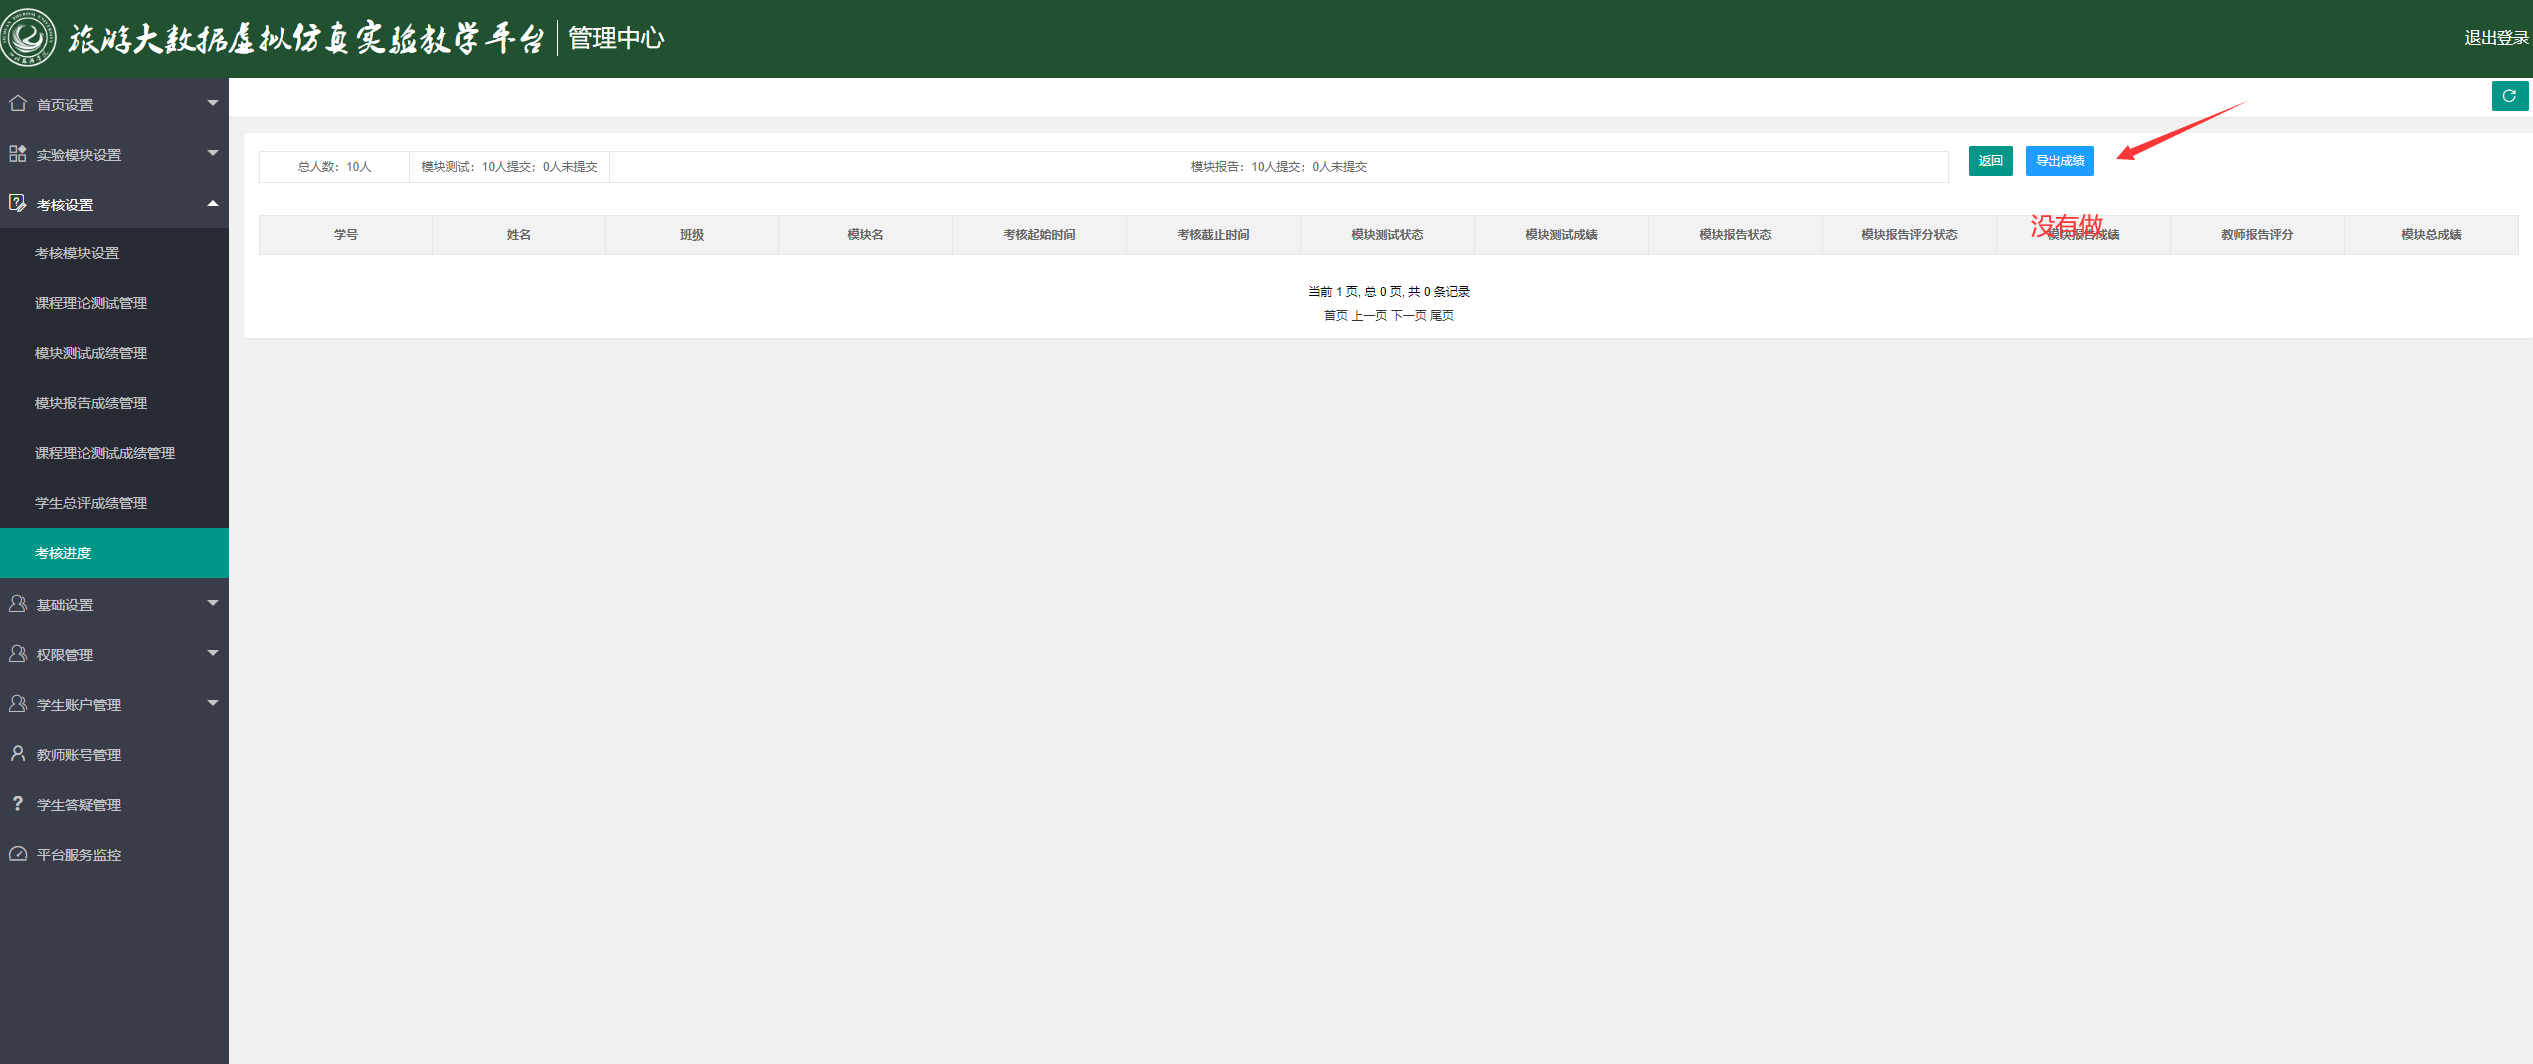 旅游大数据虚拟仿真实验教学平台 管理中心
退出登录
首页设置
实验模块设置
考核设置
考核模块设置
课程理论测试管理
模块测试成绩管理
模块报告成绩管理
课程理论测试成绩管理
学生总评成绩管理
考核进度
基础设置
权限管理
学生账户管理
教师账号管理
学生答疑管理
平台服务监控
总人数：10人 模块测试：10人提交；0人未提交 模块报告：10人提交；0人未提交
返回 导出成绩
没有做
学号 姓名 班级 模块名 考核起始时间 考核截止时间 模块测试状态 模块测试成绩 模块报告状态 模块报告评分状态 模块报告成绩 教师报告评分 模块总成绩
当前 1 页, 总 0 页, 共 0 条记录
首页 上一页 下一页 尾页